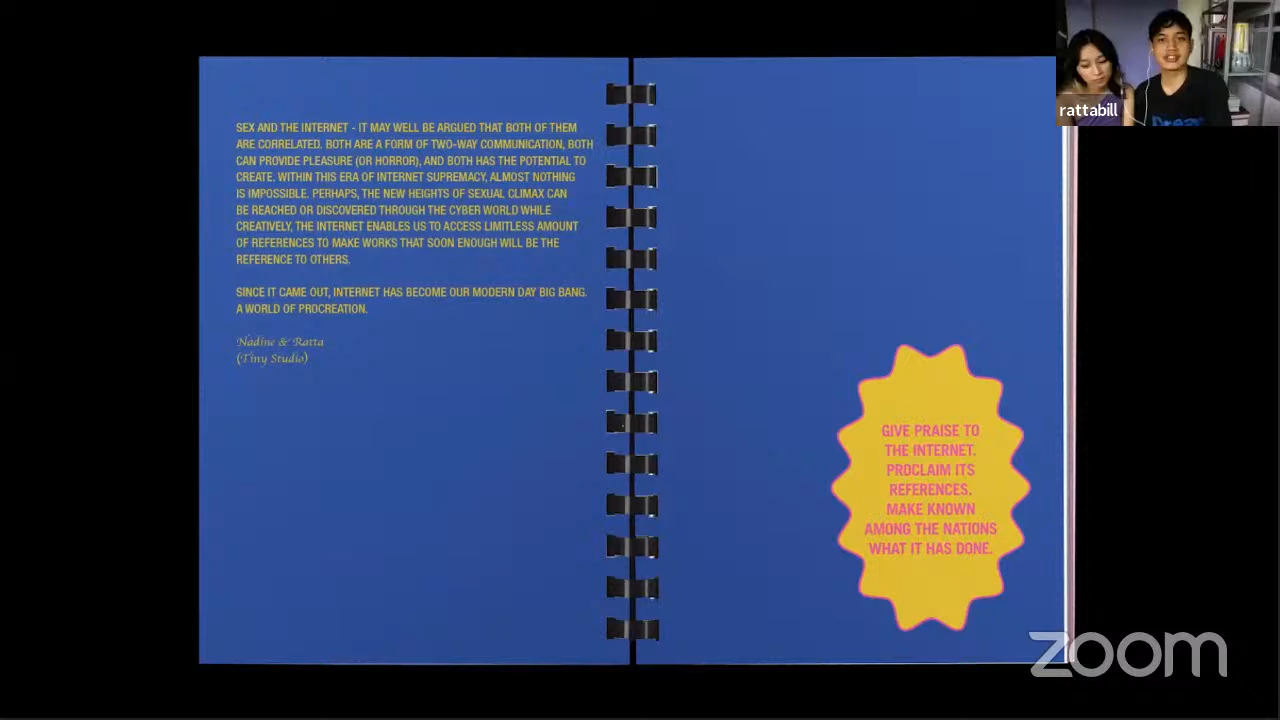 SEX AND THE INTERNET - IT MAY WELL BE ARGUED THAT BOTH OF THEM
ARE CORRELATED. BOTH ARE A FORM OF TWO-WAY COMMUNICATION, BOTH
CAN PROVIDE PLEASURE (OR HORROR), AND BOTH HAS THE POTENTIAL TO
CREATE. WITHIN THIS ERA OF INTERNET SUPREMACY, ALMOST NOTHING
IS IMPOSSIBLE. PERHAPS, THE NEW HEIGHTS OF SEXUAL CLIMAX CAN
BE REACHED OR DISCOVERED THROUGH THE CYBER WORLD WHILE
CREATIVELY, THE INTERNET ENABLES US TO ACCESS LIMITLESS AMOUNT
OF REFERENCES TO MAKE WORKS THAT SOON ENOUGH WILL BE THE
REFERENCE TO OTHERS.
SINCE IT CAME OUT, INTERNET HAS BECOME OUR MODERN DAY BIG BANG.
A WORLD OF PROCREATION.
Nadine & Ratta
(Tiny Studio)
GIVE PRAISE TO
THE INTERNET.
PROCLAIM ITS
REFERENCES.
MAKE KNOWN
AMONG THE NATIONS
WHAT IT HAS DONE.
rattabill
Dream
zoom